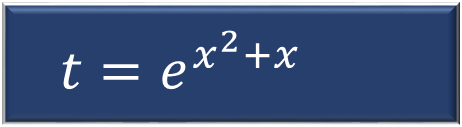 t = e^{x^2+x}